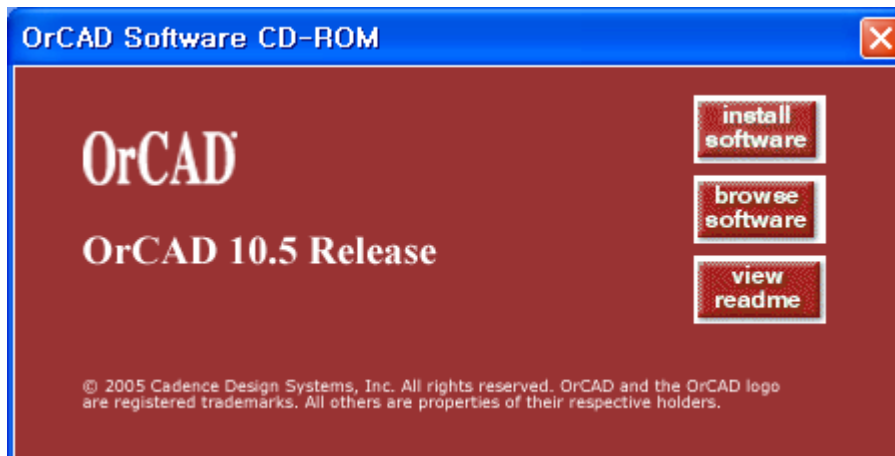 OrCAD Software CD-ROM
OrCAD
OrCAD 10.5 Release
install
software
browse
software
view
readme
© 2005 Cadence Design Systems, Inc. All rights reserved. OrCAD and the OrCAD logo
are registered trademarks. All others are properties of their respective holders.